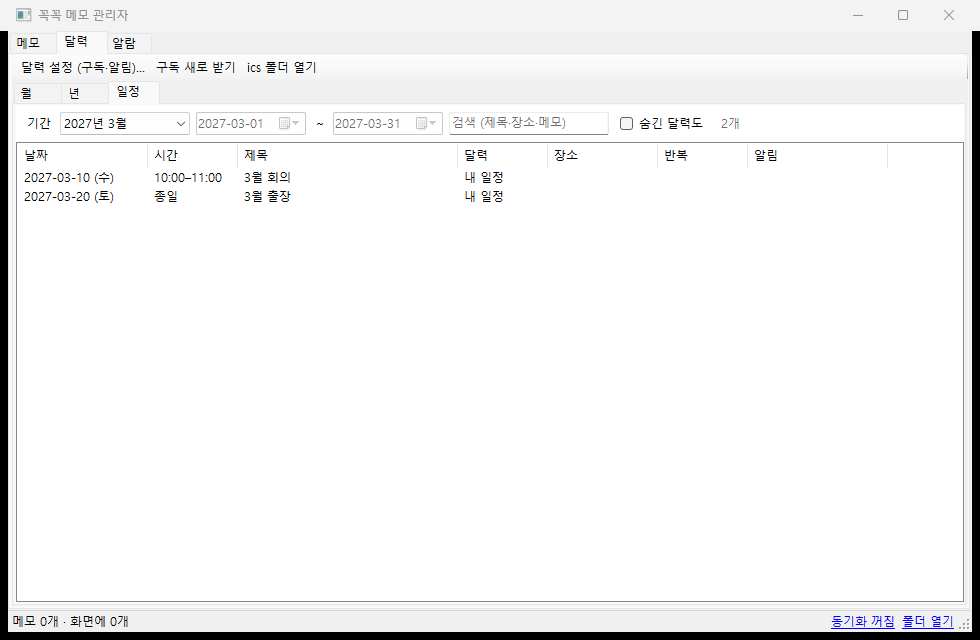 꼭꼭 메모 관리자
메모 달력 알람
달력 설정 (구독·알림)... 구독 새로 받기 ics 폴더 열기
월 년 일정
기간 2027년 3월 2027-03-01 ~ 2027-03-31 검색 (제목·장소·메모) 숨긴 달력도 2개
날짜 시간 제목 달력 장소 반복 알림
2027-03-10 (수) 10:00–11:00 3월 회의 내 일정
2027-03-20 (토) 종일 3월 출장 내 일정
메모 0개 · 화면에 0개 동기화 꺼짐 폴더 열기